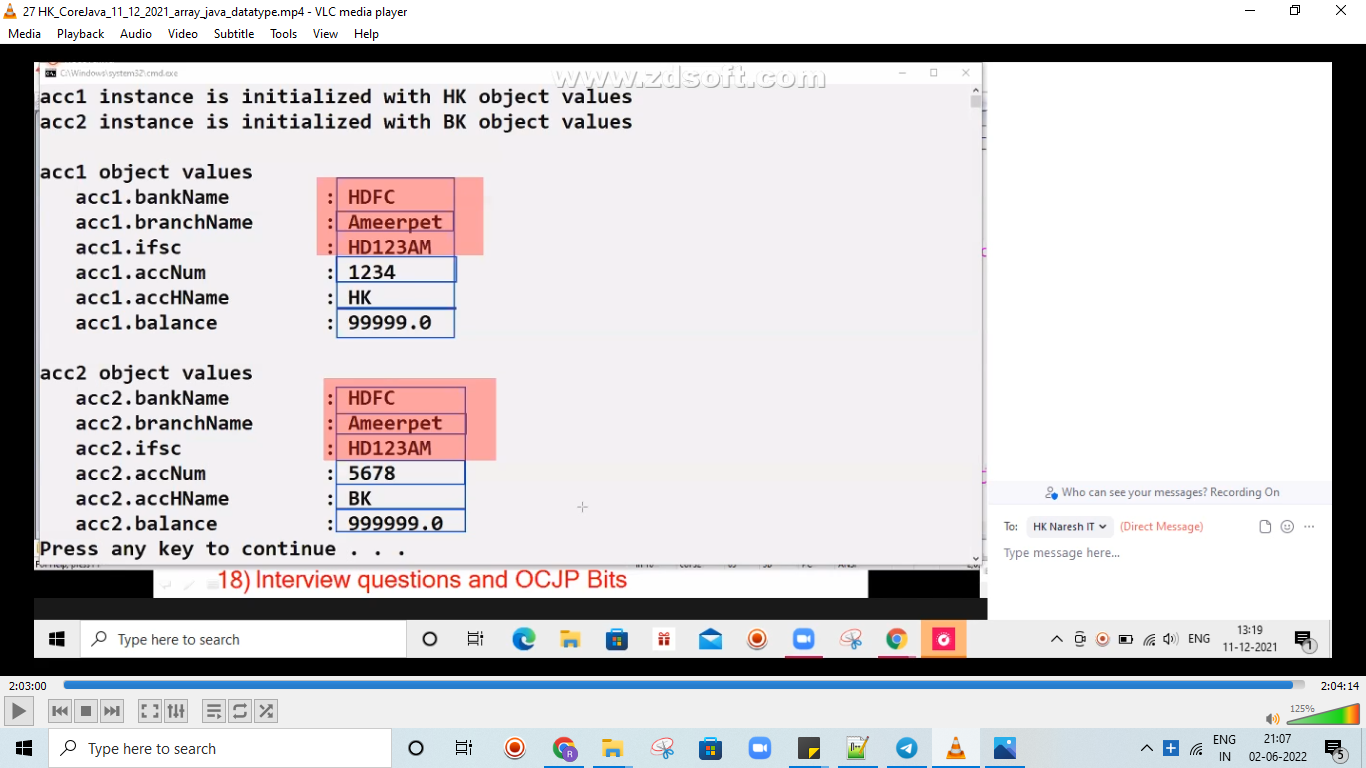 27 HK_CoreJava_11_12_2021_array_java_datatype.mp4 - VLC media player
Media Playback Audio Video Subtitle Tools View Help
C:\Windows\system32\cmd.exe
www.zdsoft.com
acc1 instance is initialized with HK object values
acc2 instance is initialized with BK object values
acc1 object values
acc1.bankName : HDFC
acc1.branchName : Ameerpet
acc1.ifsc : HD123AM
acc1.accNum : 1234
acc1.accHName : HK
acc1.balance : 99999.0
acc2 object values
acc2.bankName : HDFC
acc2.branchName : Ameerpet
acc2.ifsc : HD123AM
acc2.accNum : 5678
acc2.accHName : BK
acc2.balance : 999999.0
Press any key to continue . . .
18) Interview questions and OCJP Bits
Who can see your messages? Recording On
To: HK Naresh IT (Direct Message)
Type message here...
Type here to search
ENG
13:19
11-12-2021
1
2:03:00
2:04:14
125%
Type here to search
ENG
IN
21:07
02-06-2022
5